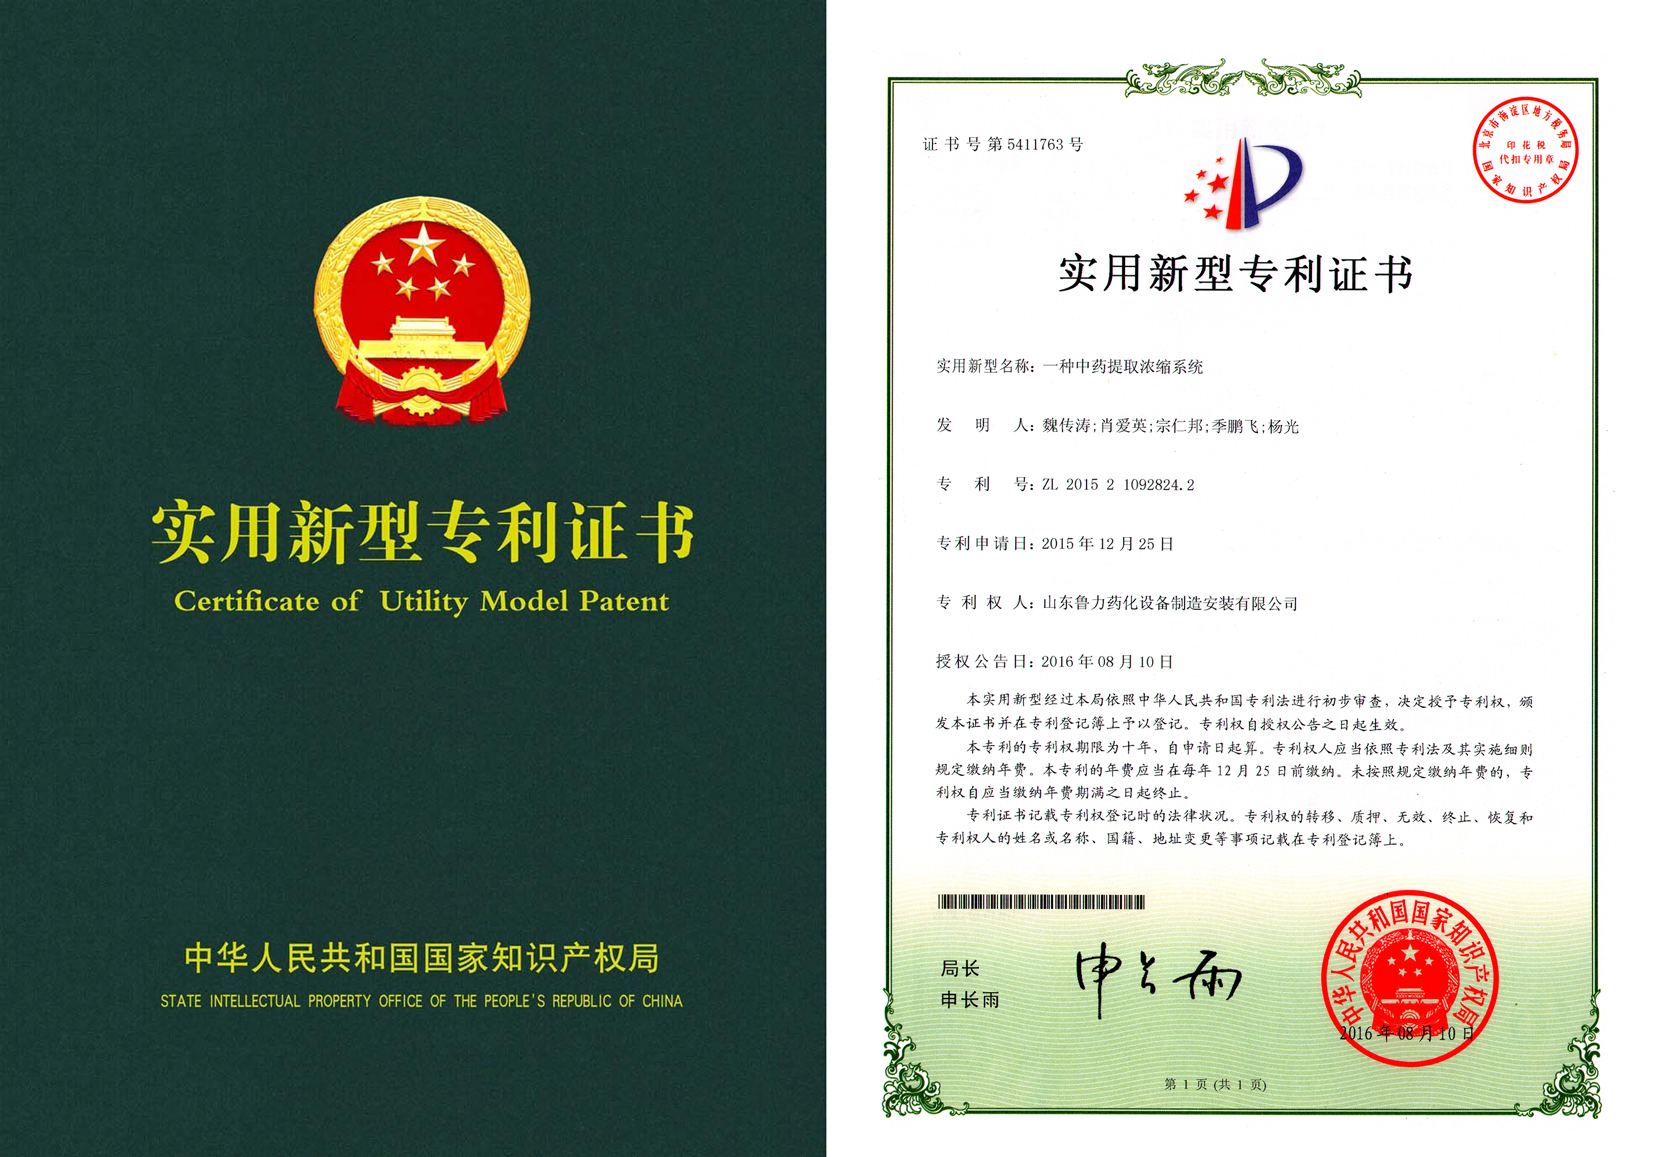 实用新型专利证书
Certificate of Utility Model Patent
中华人民共和国国家知识产权局
STATE INTELLECTUAL PROPERTY OFFICE OF THE PEOPLE'S REPUBLIC OF CHINA
证书号第5411763号
北京市海淀区地方税务局
印花税
代扣专用章
国家知识产权局
实用新型专利证书
实用新型名称：一种中药提取浓缩系统
发明人：魏传涛;肖爱英;宗仁邦;季鹏飞;杨光
专利号：ZL 2015 2 1092824.2
专利申请日：2015年12月25日
专利权人：山东鲁力药化设备制造安装有限公司
授权公告日：2016年08月10日
本实用新型经过本局依照中华人民共和国专利法进行初步审查，决定授予专利权，颁
发本证书并在专利登记簿上予以登记。专利权自授权公告之日起生效。
本专利的专利权期限为十年，自申请日起算。专利权人应当依照专利法及其实施细则
规定缴纳年费。本专利的年费应当在每年12月25日前缴纳。未按照规定缴纳年费的，专
利权自应当缴纳年费期满之日起终止。
专利证书记载专利权登记时的法律状况。专利权的转移、质押、无效、终止、恢复和
专利权人的姓名或名称、国籍、地址变更等事项记载在专利登记簿上。
局长
申长雨
申长雨
中华人民共和国国家知识产权局
2016年08月10日
第 1 页 (共 1 页)